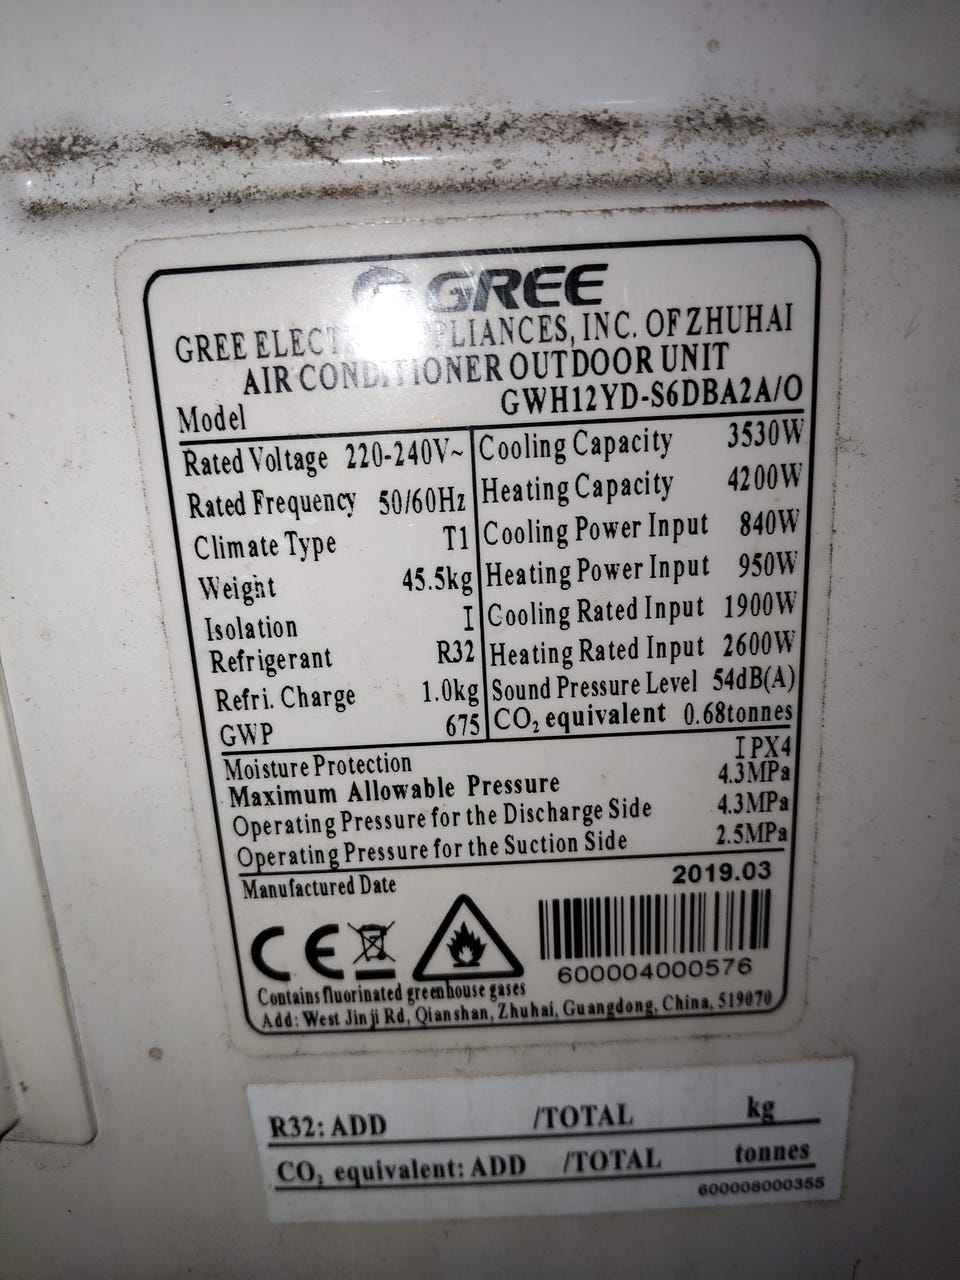 GREE
GREE ELECT PLIANCES, INC. OF ZHUHAI
AIR CONDITIONER OUTDOOR UNIT
Model GWH12YD-S6DBA2A/O
Rated Voltage 220-240V~ Cooling Capacity 3530W
Rated Frequency 50/60Hz Heating Capacity 4200W
Climate Type T1 Cooling Power Input 840W
Weight 45.5kg Heating Power Input 950W
Isolation I Cooling Rated Input 1900W
Refrigerant R32 Heating Rated Input 2600W
Refri. Charge 1.0kg Sound Pressure Level 54dB(A)
GWP 675 CO₂ equivalent 0.68tonnes
Moisture Protection IPX4
Maximum Allowable Pressure 4.3MPa
Operating Pressure for the Discharge Side 4.3MPa
Operating Pressure for the Suction Side 2.5MPa
Manufactured Date 2019.03
CE
600004000576
Contains fluorinated greenhouse gases
Add: West Jinji Rd, Qianshan, Zhuhai, Guangdong, China, 519070
R32: ADD /TOTAL kg
CO₂ equivalent: ADD /TOTAL tonnes
600008000355